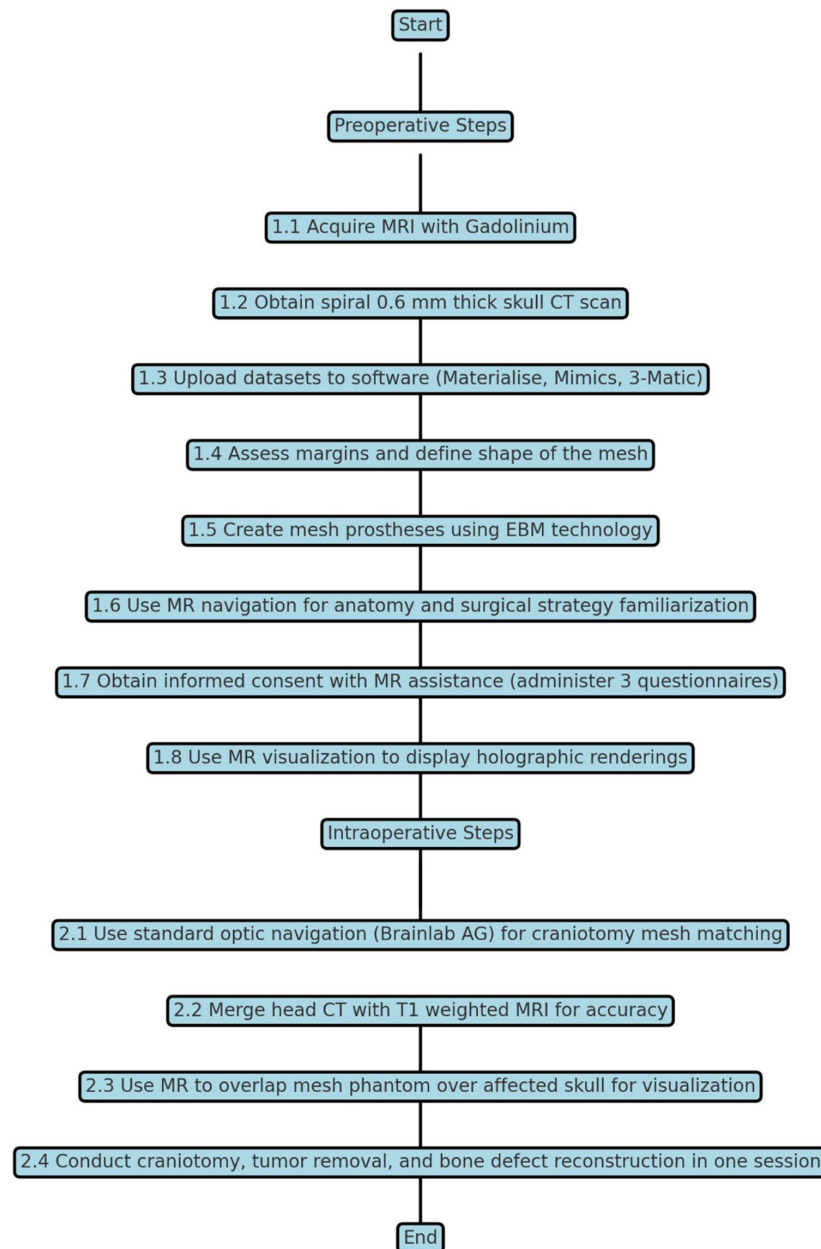 Start
Preoperative Steps
1.1 Acquire MRI with Gadolinium
1.2 Obtain spiral 0.6 mm thick skull CT scan
1.3 Upload datasets to software (Materialise, Mimics, 3-Matic)
1.4 Assess margins and define shape of the mesh
1.5 Create mesh prostheses using EBM technology
1.6 Use MR navigation for anatomy and surgical strategy familiarization
1.7 Obtain informed consent with MR assistance (administer 3 questionnaires)
1.8 Use MR visualization to display holographic renderings
Intraoperative Steps
2.1 Use standard optic navigation (Brainlab AG) for craniotomy mesh matching
2.2 Merge head CT with T1 weighted MRI for accuracy
2.3 Use MR to overlap mesh phantom over affected skull for visualization
2.4 Conduct craniotomy, tumor removal, and bone defect reconstruction in one session
End